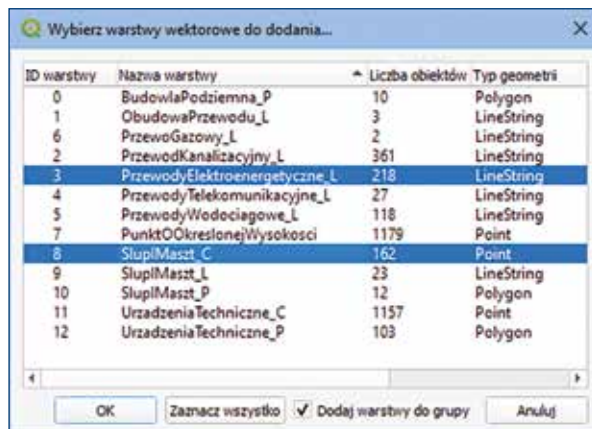 Wybierz warstwy wektorowe do dodania...
ID warstwy Nazwa warstwy Liczba obiektów Typ geometrii
0 BudowlaPodziemna_P 10 Polygon
1 ObudowaPrzewodu_L 3 LineString
6 PrzewoGazowy_L 2 LineString
2 PrzewodKanalizacyjny_L 361 LineString
3 PrzewodyElektroenergetyczne_L 218 LineString
4 PrzewodyTelekomunikacyjne_L 27 LineString
5 PrzewodyWodociagowe_L 118 LineString
7 PunktOOkreslonejWysokosci 1179 Point
8 SlupIMaszt_C 162 Point
9 SlupIMaszt_L 23 LineString
10 SlupIMaszt_P 12 Polygon
11 UrzadzeniaTechniczne_C 1157 Point
12 UrzadzeniaTechniczne_P 103 Polygon
OK Zaznacz wszystko Dodaj warstwy do grupy Anuluj